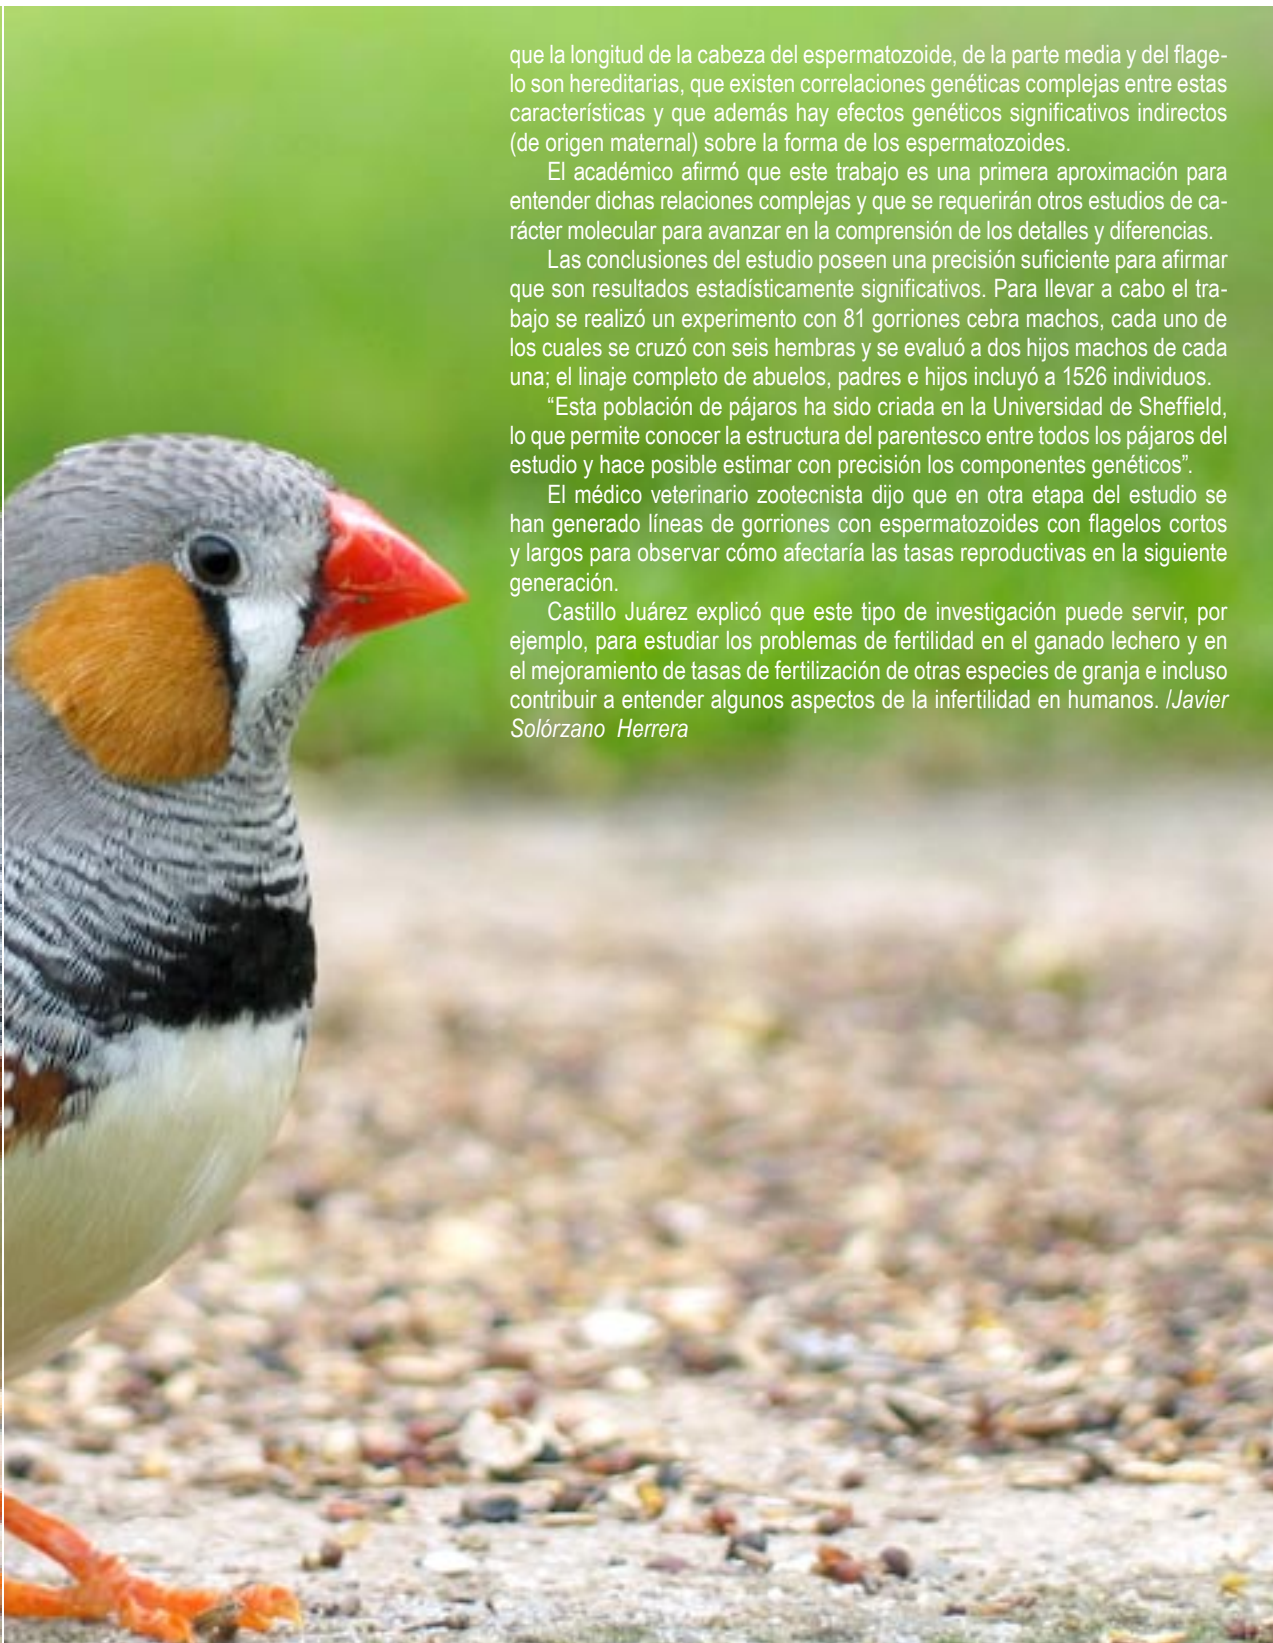 que la longitud de la cabeza del espermatozoide, de la parte media y del flage-
lo son hereditarias, que existen correlaciones genéticas complejas entre estas
características y que además hay efectos genéticos significativos indirectos
(de origen maternal) sobre la forma de los espermatozoides.
El académico afirmó que este trabajo es una primera aproximación para
entender dichas relaciones complejas y que se requerirán otros estudios de ca-
rácter molecular para avanzar en la comprensión de los detalles y diferencias.
Las conclusiones del estudio poseen una precisión suficiente para afirmar
que son resultados estadísticamente significativos. Para llevar a cabo el tra-
bajo se realizó un experimento con 81 gorriones cebra machos, cada uno de
los cuales se cruzó con seis hembras y se evaluó a dos hijos machos de cada
una; el linaje completo de abuelos, padres e hijos incluyó a 1526 individuos.
“Esta población de pájaros ha sido criada en la Universidad de Sheffield,
lo que permite conocer la estructura del parentesco entre todos los pájaros del
estudio y hace posible estimar con precisión los componentes genéticos”.
El médico veterinario zootecnista dijo que en otra etapa del estudio se
han generado líneas de gorriones con espermatozoides con flagelos cortos
y largos para observar cómo afectaría las tasas reproductivas en la siguiente
generación.
Castillo Juárez explicó que este tipo de investigación puede servir, por
ejemplo, para estudiar los problemas de fertilidad en el ganado lechero y en
el mejoramiento de tasas de fertilización de otras especies de granja e incluso
contribuir a entender algunos aspectos de la infertilidad en humanos. /Javier
Solórzano Herrera